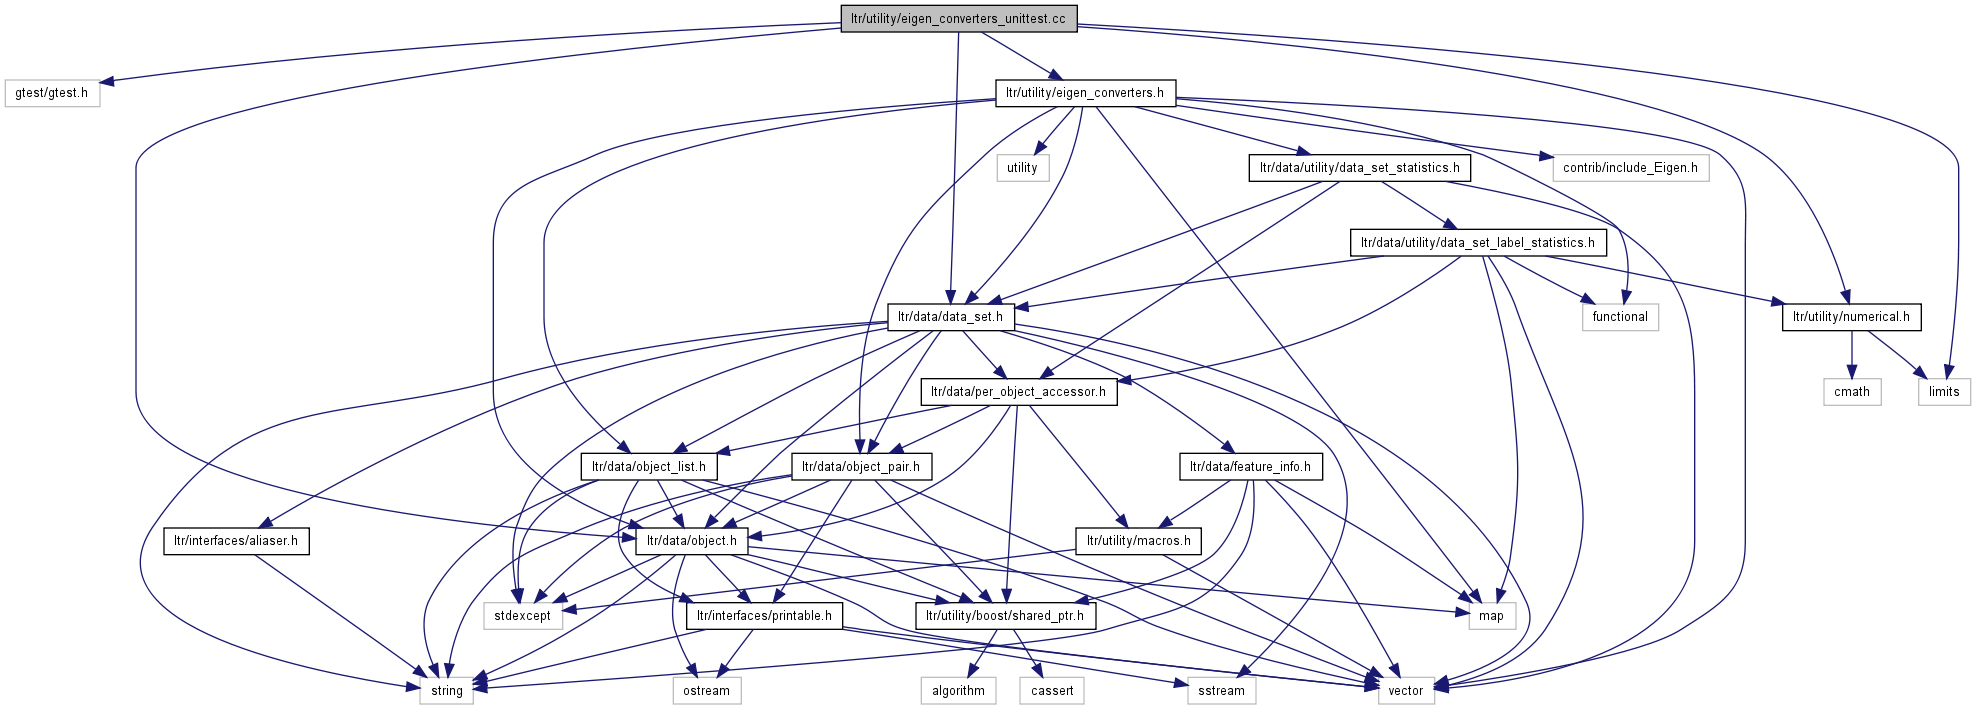 ltr/utility/eigen_converters_unittest.cc
gtest/gtest.h
ltr/utility/eigen_converters.h
utility
ltr/data/utility/data_set_statistics.h
contrib/include_Eigen.h
ltr/data/utility/data_set_label_statistics.h
ltr/data/data_set.h
functional
ltr/utility/numerical.h
ltr/data/per_object_accessor.h
cmath
limits
ltr/data/object_list.h
ltr/data/object_pair.h
ltr/data/feature_info.h
ltr/interfaces/aliaser.h
ltr/data/object.h
ltr/utility/macros.h
stdexcept
ltr/interfaces/printable.h
ltr/utility/boost/shared_ptr.h
map
string
ostream
algorithm
cassert
sstream
vector